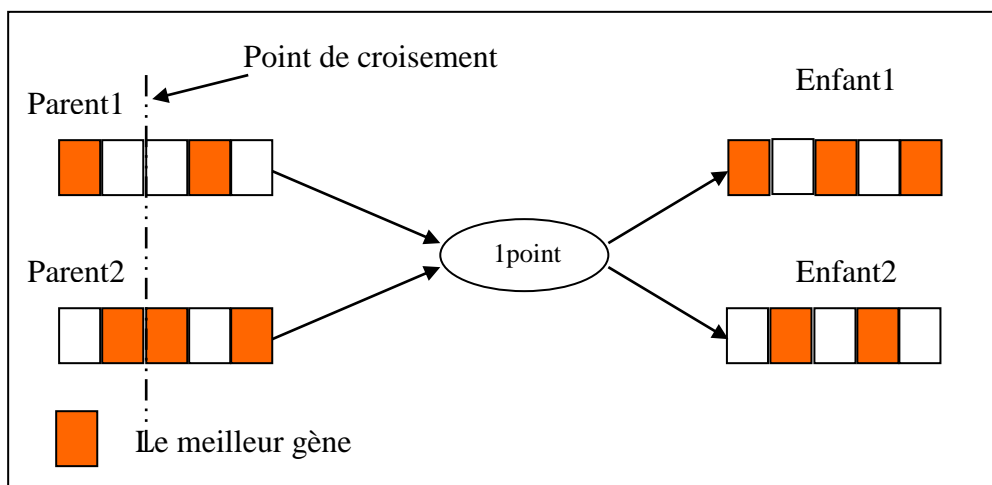 Point de croisement
Enfant1
Parent1
1point
Parent2
Enfant2
Le meilleur gène